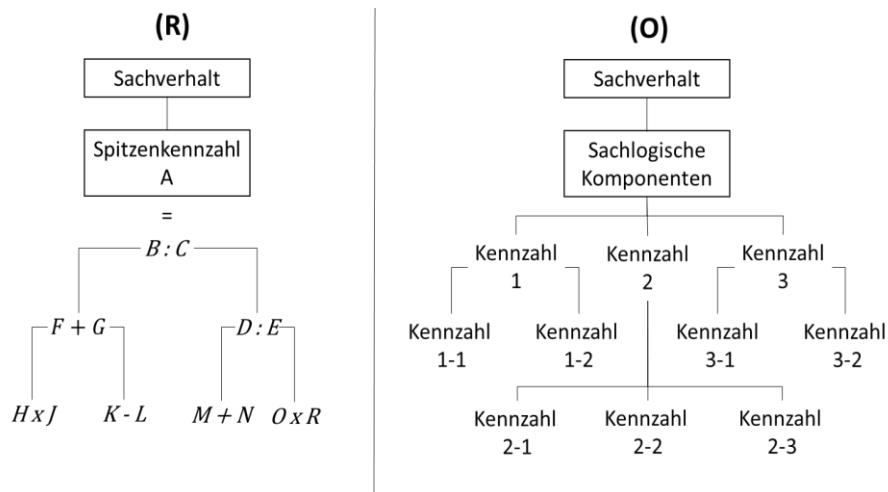 (R)
Sachverhalt
Spitzenkennzahl
A
=
B : C
F + G
D : E
H x J
K - L
M + N
O x R
(O)
Sachverhalt
Sachlogische
Komponenten
Kennzahl
1
Kennzahl
2
Kennzahl
3
Kennzahl
1-1
Kennzahl
1-2
Kennzahl
3-1
Kennzahl
3-2
Kennzahl
2-1
Kennzahl
2-2
Kennzahl
2-3